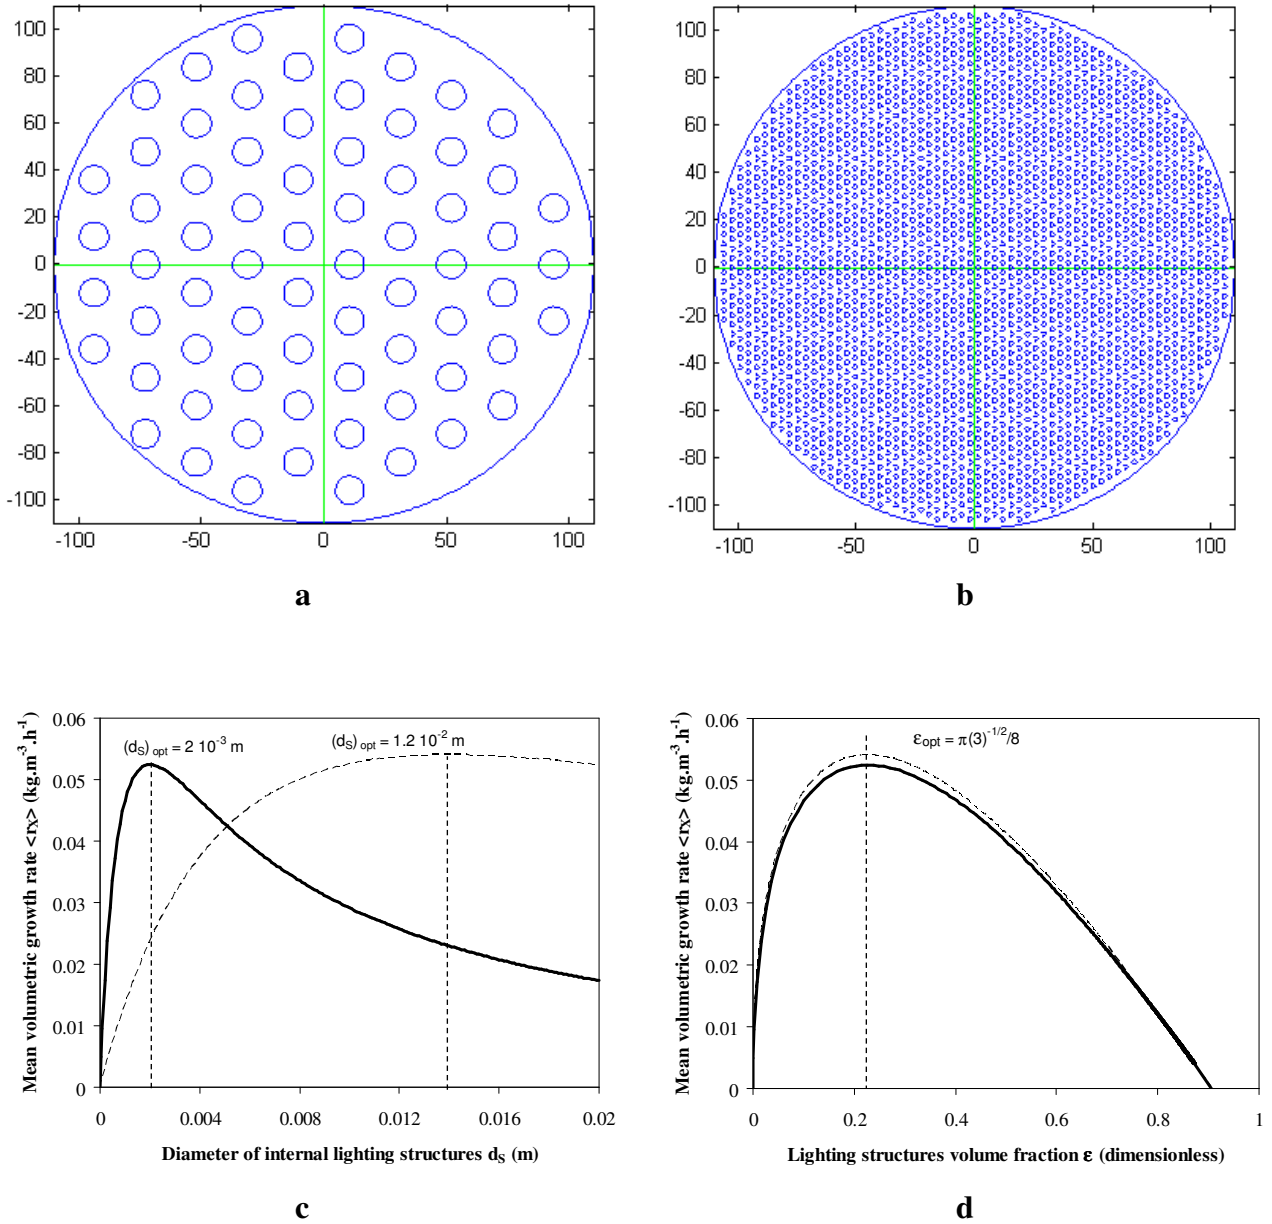 100
80
60
40
20
0
-20
-40
-60
-80
-100
-100 -50 0 50 100
a
100
80
60
40
20
0
-20
-40
-60
-80
-100
-100 -50 0 50 100
b
Mean volumetric growth rate <r_X> (kg.m⁻³.h⁻¹)
0.06
0.05
0.04
0.03
0.02
0.01
0
(d_S)_opt = 2 10⁻³ m
(d_S)_opt = 1.2 10⁻² m
0 0.004 0.008 0.012 0.016 0.02
Diameter of internal lighting structures d_S (m)
c
Mean volumetric growth rate <r_X> (kg.m⁻³.h⁻¹)
0.06
0.05
0.04
0.03
0.02
0.01
0
ε_opt = π(3)⁻¹/²/8
0 0.2 0.4 0.6 0.8 1
Lighting structures volume fraction ε (dimensionless)
d